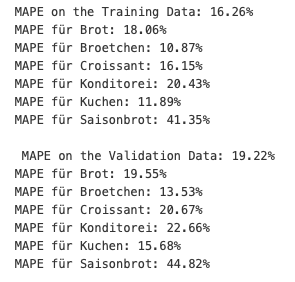 MAPE on the Training Data: 16.26%
MAPE für Brot: 18.06%
MAPE für Broetchen: 10.87%
MAPE für Croissant: 16.15%
MAPE für Konditorei: 20.43%
MAPE für Kuchen: 11.89%
MAPE für Saisonbrot: 41.35%
MAPE on the Validation Data: 19.22%
MAPE für Brot: 19.55%
MAPE für Broetchen: 13.53%
MAPE für Croissant: 20.67%
MAPE für Konditorei: 22.66%
MAPE für Kuchen: 15.68%
MAPE für Saisonbrot: 44.82%